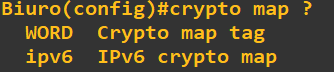 Biuro(config)#crypto map ?
  WORD  Crypto map tag
  ipv6  IPv6 crypto map